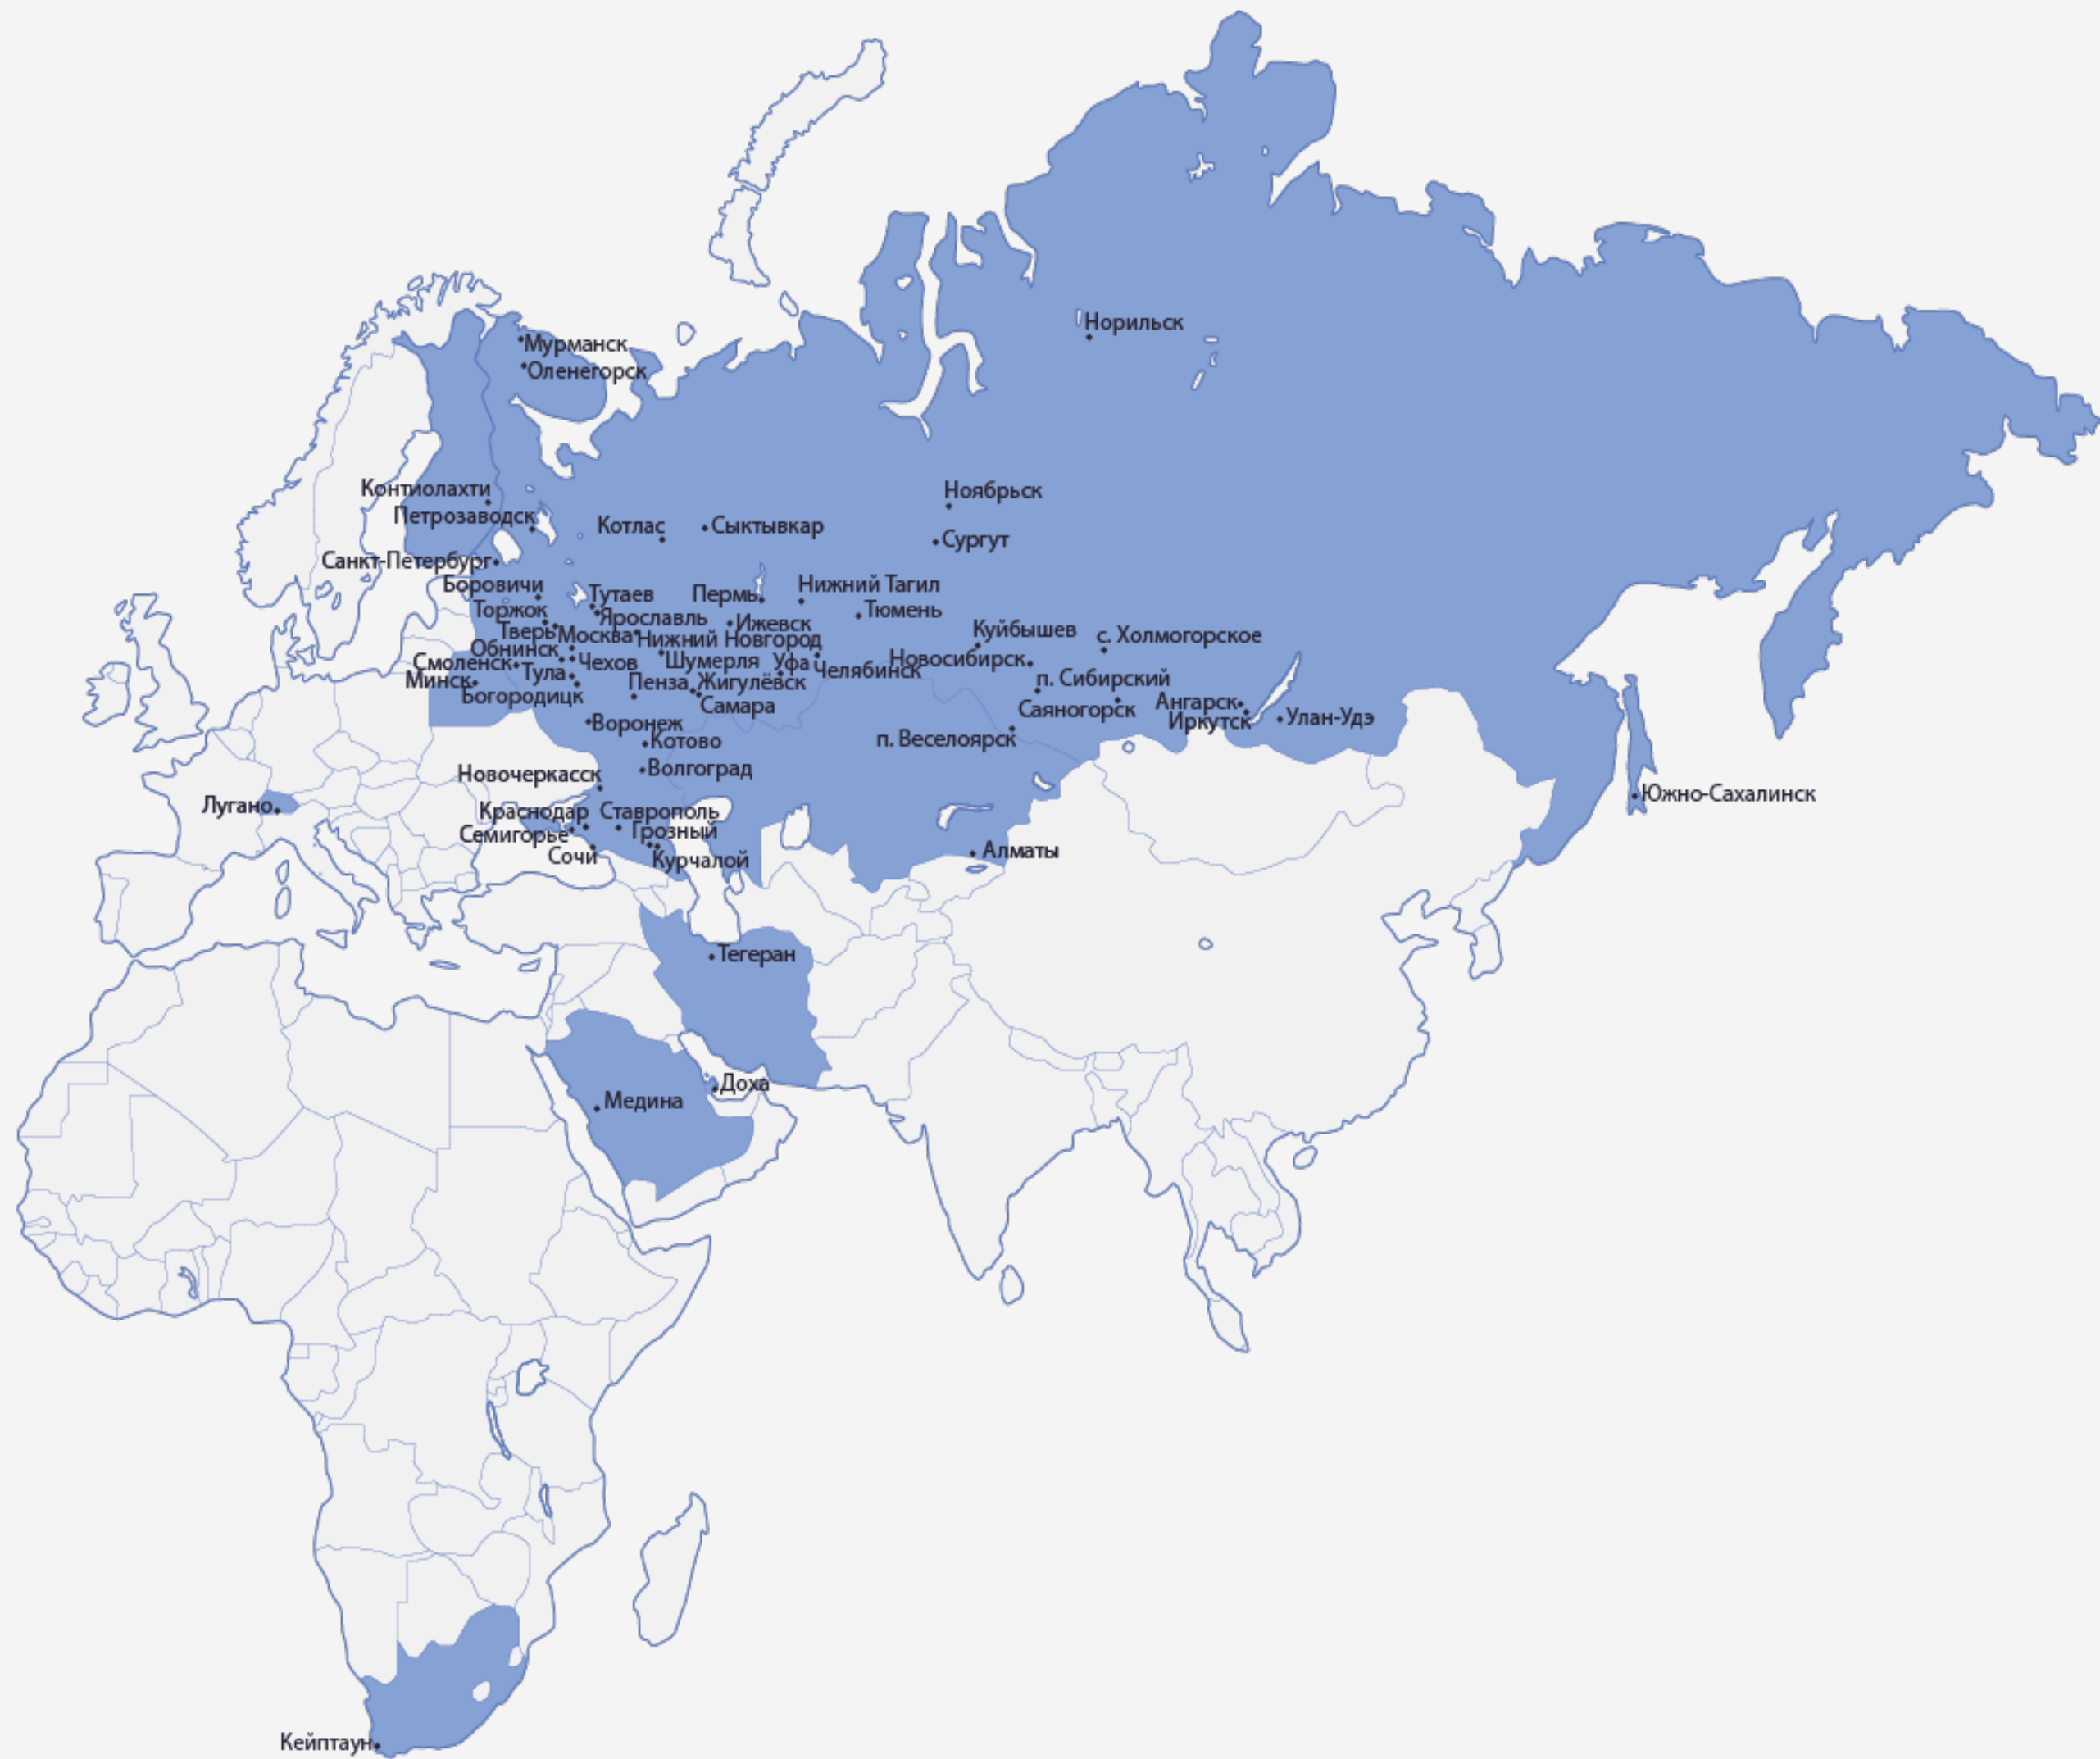 Норильск
Мурманск
Оленегорск
Контиолахти
Ноябрьск
Петрозаводск
Котлас
Сыктывкар
Сургут
Санкт-Петербург
Боровичи
Тутаев
Пермь
Нижний Тагил
Торжок
Ярославль
Ижевск
Тюмень
Тверь
Москва
Нижний Новгород
Куйбышев
с. Холмогорское
Обнинск
Чехов
Шумерля
Уфа
Челябинск
Новосибирск
Смоленск
Тула
Минск
Пенза
Жигулёвск
п. Сибирский
Богородицк
Самара
Саяногорск
Ангарск
Иркутск
Улан-Удэ
Воронеж
Котово
п. Веселоярск
Волгоград
Новочеркасск
Южно-Сахалинск
Лугано
Краснодар
Ставрополь
Семигорье
Грозный
Сочи
Курчалой
Алматы
Тегеран
Доха
Медина
Кейптаун